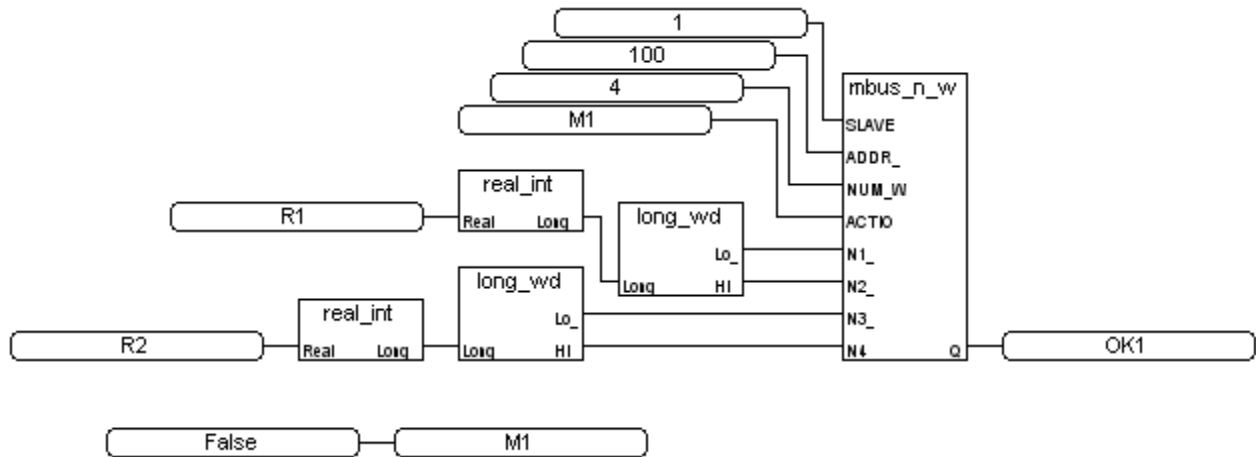 1
100
4
M1
mbus_n_w
SLAVE
ADDR_
NUM_W
ACTIO
N1_
N2_
N3_
N4
Q
real_int
Real Long
R1
long_wd
Lo_
Long HI
long_wd
Lo_
Long HI
real_int
Real Long
R2
OK1
False
M1